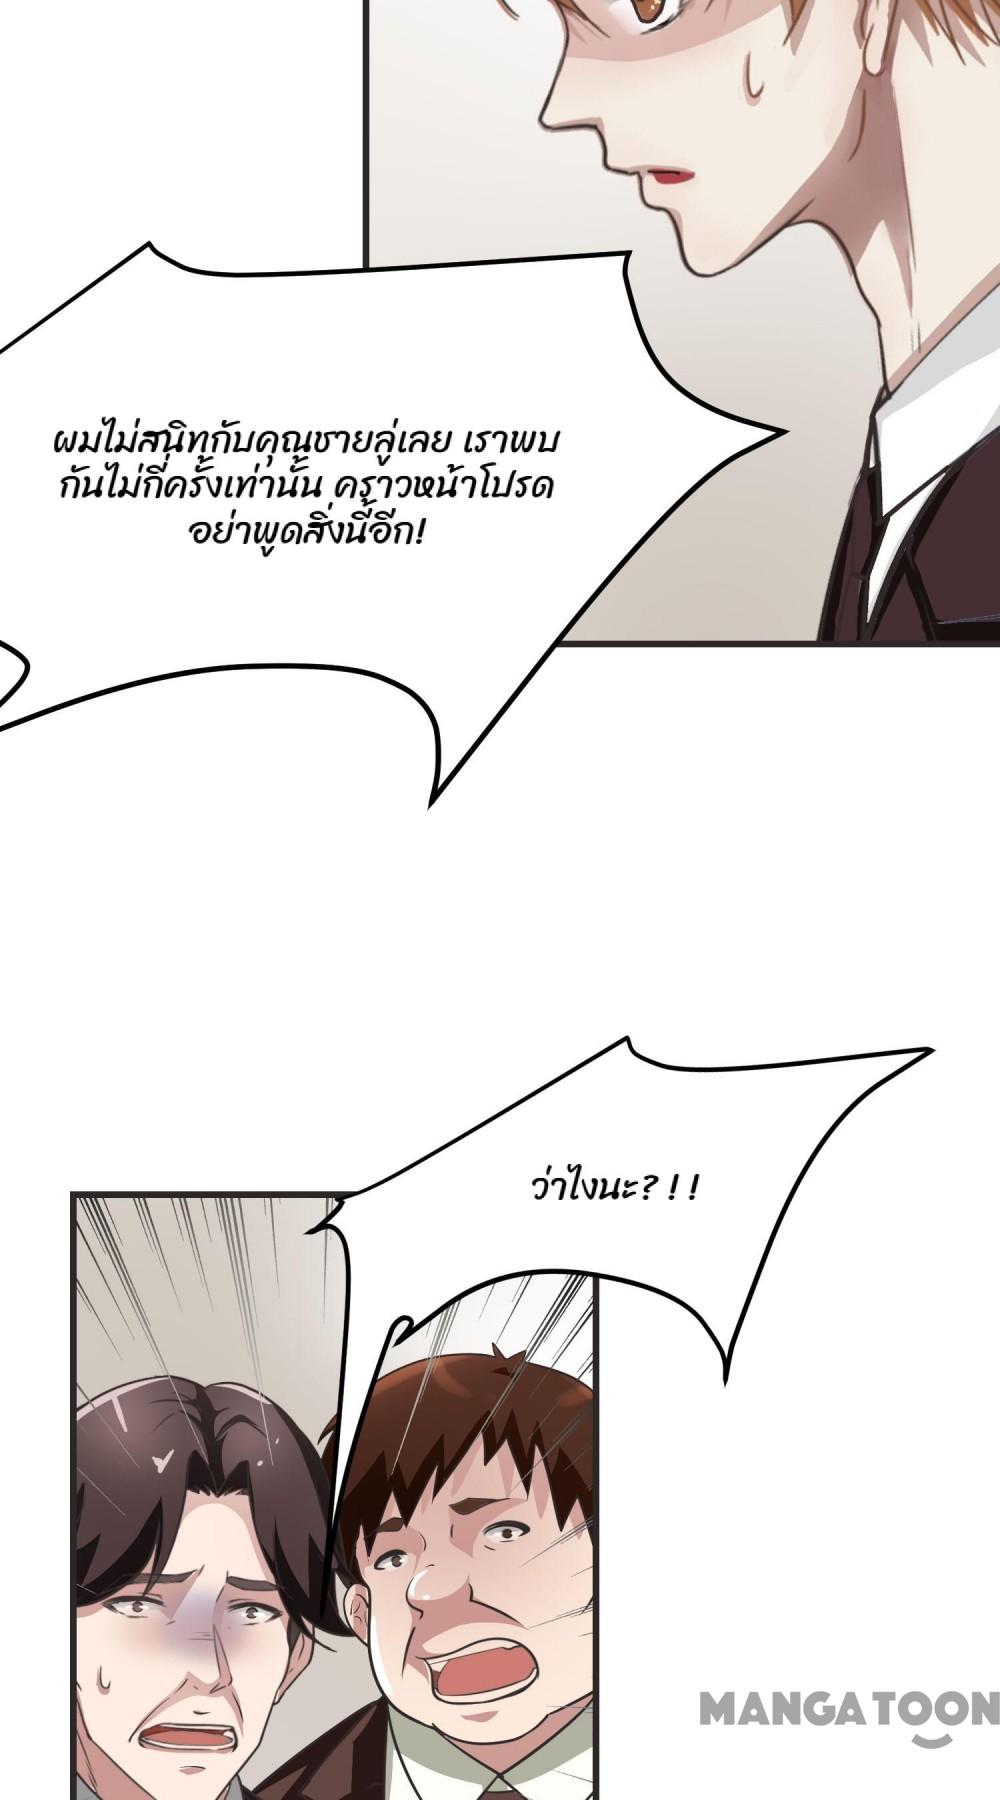 ผมไม่สนิทกับคุณชายลู่เลย เราพบ
กันไม่กี่ครั้งเท่านั้น คราวหน้าโปรด
อย่าพูดสิ่งนี้อีก!
ว่าไงนะ?!!
MANGATOON